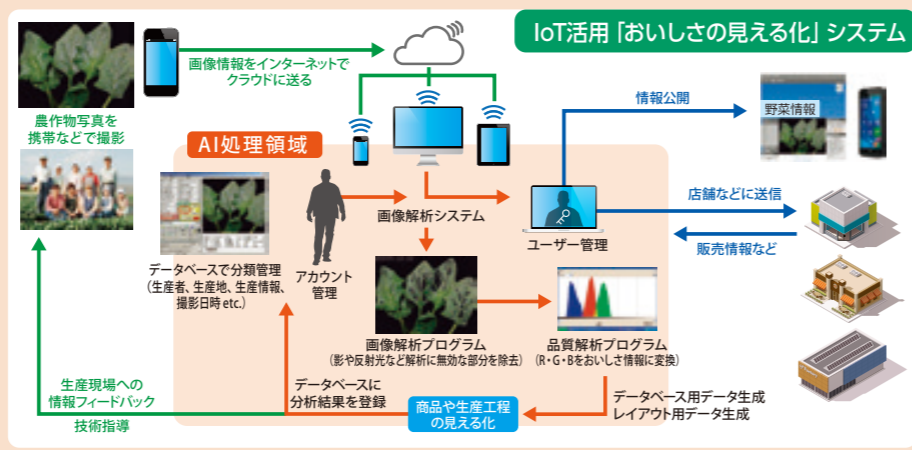 IoT活用「おいしさの見える化」システム
画像情報をインターネットで
クラウドに送る
農作物写真を
携帯などで撮影
情報公開
野菜情報
AI処理領域
画像解析システム
ユーザー管理
店舗などに送信
販売情報など
データベースで分類管理
(生産者、生産地、生産情報、
撮影日時 etc.)
アカウント
管理
画像解析プログラム
(影や反射光など解析に無効な部分を除去)
品質解析プログラム
(R・G・Bをおいしさ情報に変換)
生産現場への
情報フィードバック
技術指導
データベースに
分析結果を登録
商品や生産工程
の見える化
データベース用データ生成
レイアウト用データ生成